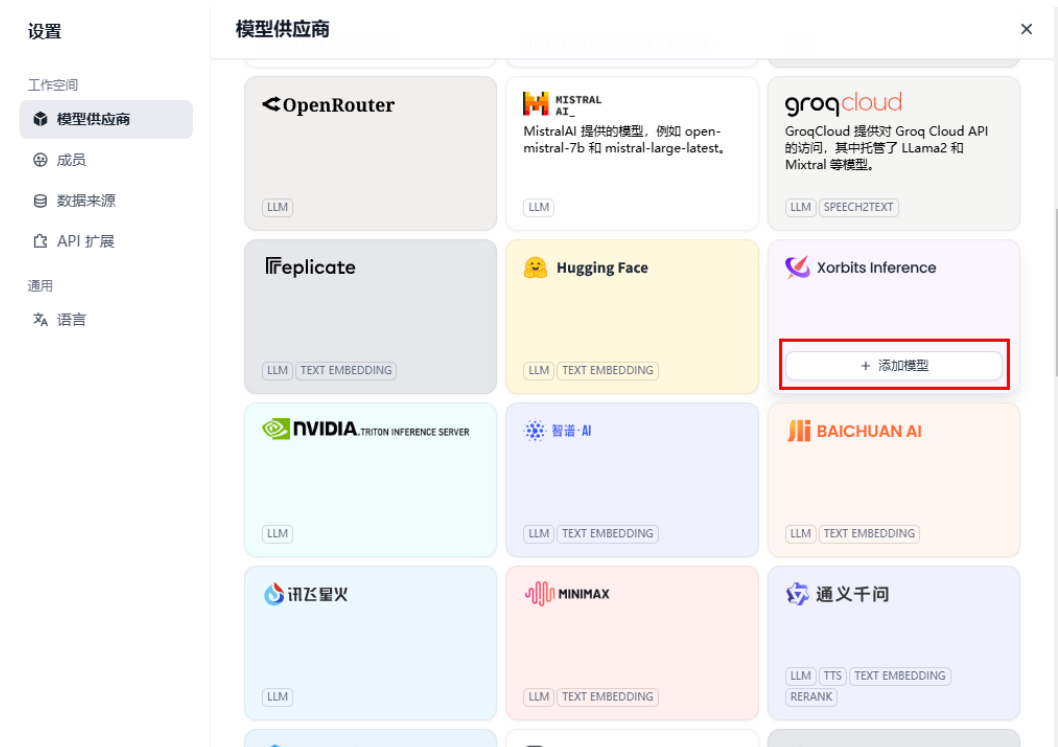 设置
模型供应商
工作空间
模型供应商
成员
数据来源
API 扩展
通用
语言
OpenRouter
LLM
MISTRAL
AI_
MistralAI 提供的模型，例如 open-
mistral-7b 和 mistral-large-latest。
LLM
groqcloud
GroqCloud 提供对 Groq Cloud API
的访问，其中托管了 LLama2 和
Mixtral 等模型。
LLM SPEECH2TEXT
replicate
LLM TEXT EMBEDDING
Hugging Face
LLM TEXT EMBEDDING
Xorbits Inference
+ 添加模型
NVIDIA.TRITON INFERENCE SERVER
LLM
智谱·AI
LLM TEXT EMBEDDING
BAICHUAN AI
LLM TEXT EMBEDDING
讯飞星火
LLM
MINIMAX
LLM TEXT EMBEDDING
通义千问
LLM TTS TEXT EMBEDDING
RERANK